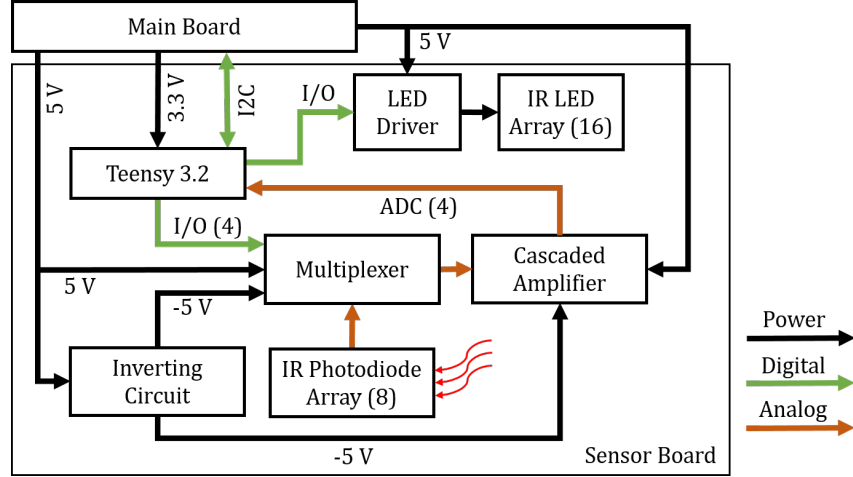 Main Board
5 V
5 V
3.3 V
I2C
I/O
LED
Driver
IR LED
Array (16)
Teensy 3.2
ADC (4)
I/O (4)
Multiplexer
Cascaded
Amplifier
5 V
-5 V
Power
Digital
Analog
Inverting
Circuit
IR Photodiode
Array (8)
-5 V
Sensor Board